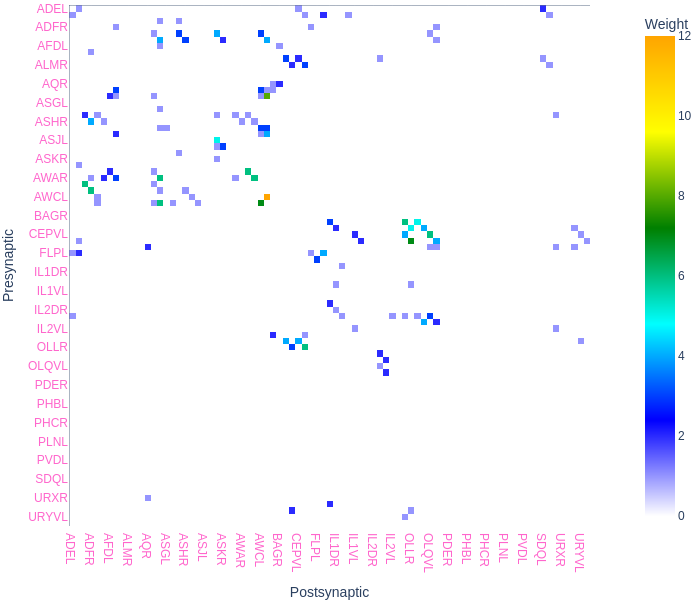 Weight
ADEL
ADFR
AFDL
ALMR
AQR
ASGL
ASHR
ASJL
ASKR
AWAR
AWCL
BAGR
CEPVL
FLPL
IL1DR
IL1VL
IL2DR
IL2VL
OLLR
OLQVL
PDER
PHBL
PHCR
PLNL
PVDL
SDQL
URXR
URYVL
Presynaptic
12
10
8
6
4
2
0
ADEL
ADFR
AFDL
ALMR
AQR
ASGL
ASHR
ASJL
ASKR
AWAR
AWCL
BAGR
CEPVL
FLPL
IL1DR
IL1VL
IL2DR
IL2VL
OLLR
OLQVL
PDER
PHBL
PHCR
PLNL
PVDL
SDQL
URXR
URYVL
Postsynaptic